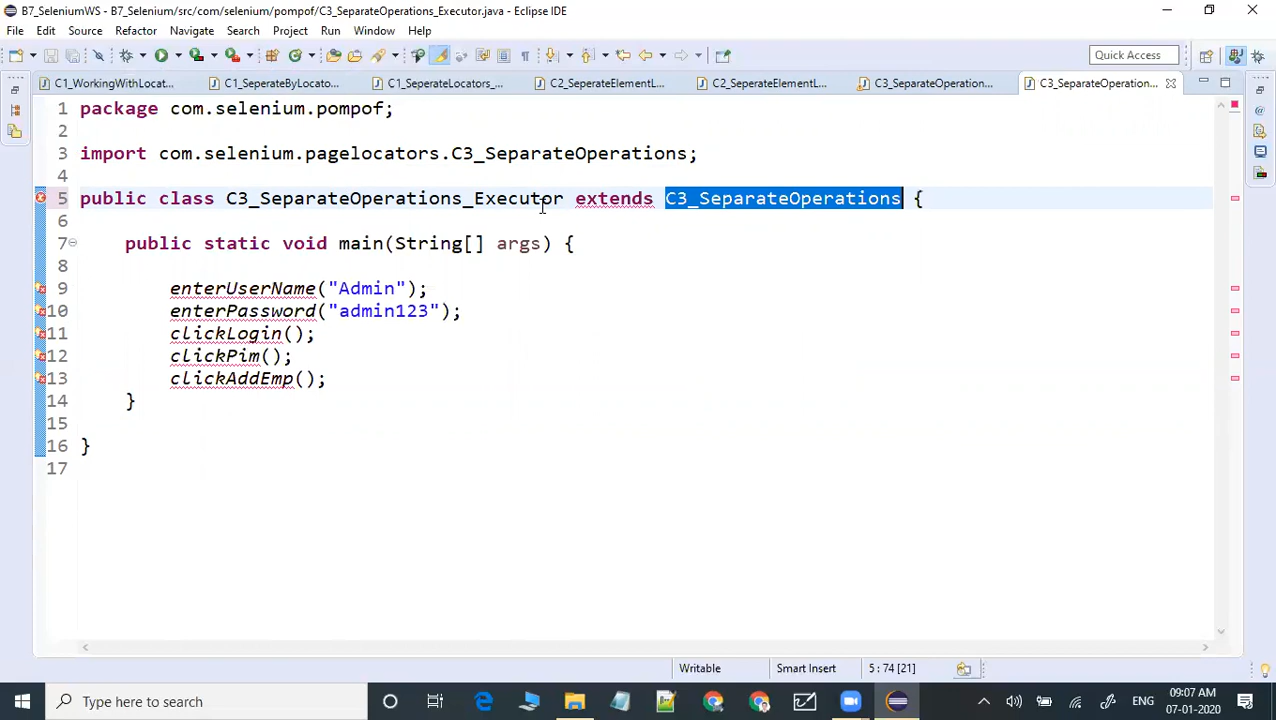 B7_SeleniumWS - B7_Selenium/src/com/selenium/pompof/C3_SeparateOperations_Executor.java - Eclipse IDE
File Edit Source Refactor Navigate Search Project Run Window Help
Quick Access
C1_WorkingWithLocat... C1_SeperateByLocato... C1_SeperateLocators_... C2_SeperateElementL... C2_SeperateElementL... C3_SeparateOperation... C3_SeparateOperation...
1 package com.selenium.pompof;
2
3 import com.selenium.pagelocators.C3_SeparateOperations;
4
5 public class C3_SeparateOperations_Executor extends C3_SeparateOperations {
6
7 public static void main(String[] args) {
8
9 enterUserName("Admin");
10 enterPassword("admin123");
11 clickLogin();
12 clickPim();
13 clickAddEmp();
14 }
15
16 }
17
Writable Smart Insert 5 : 74 [21]
Type here to search
ENG
09:07 AM
07-01-2020